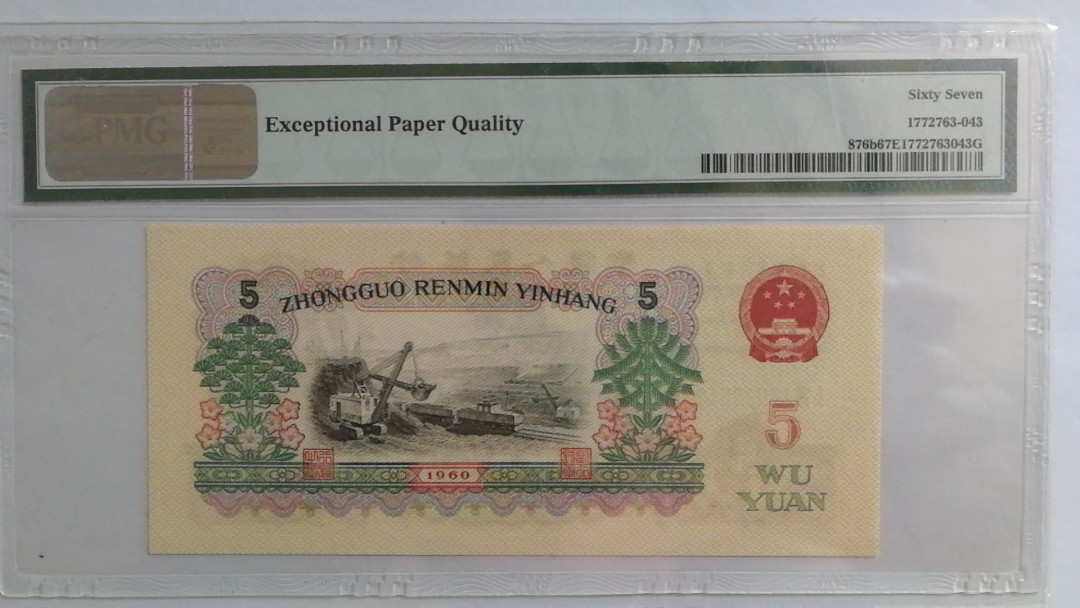 PMG
Exceptional Paper Quality
Sixty Seven
1772763-043
876b67E1772763043G
5 ZHONGGUO RENMIN YINHANG 5
5
WU
YUAN
1960